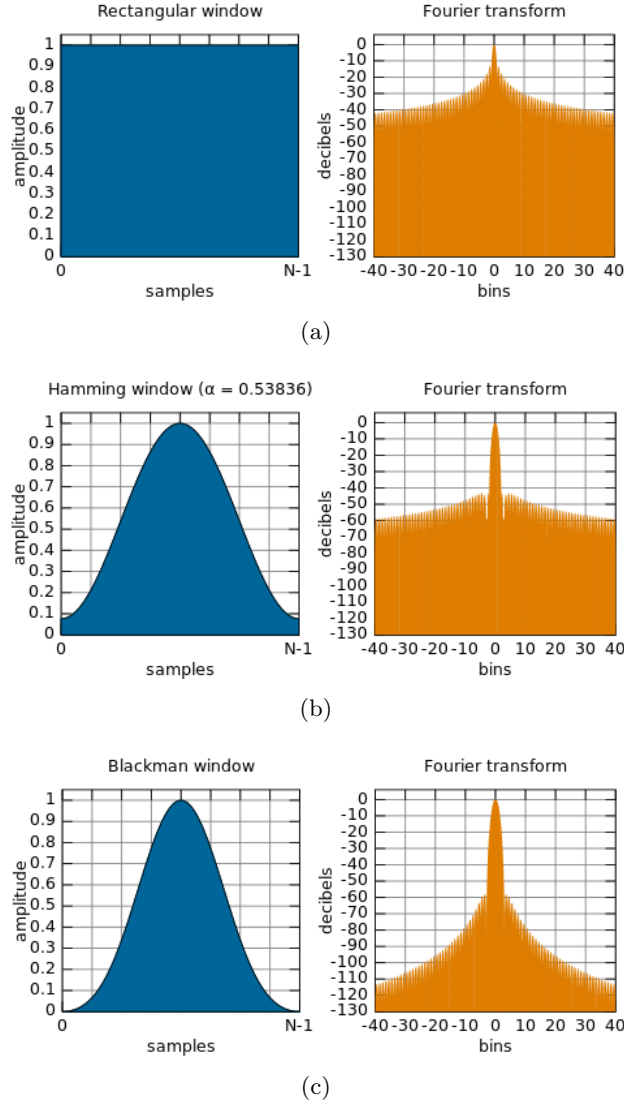 Rectangular window
amplitude
1
0.9
0.8
0.7
0.6
0.5
0.4
0.3
0.2
0.1
0
0 N-1
samples
Fourier transform
decibels
0
-10
-20
-30
-40
-50
-60
-70
-80
-90
-100
-110
-120
-130
-40 -30 -20 -10 0 10 20 30 40
bins
(a)
Hamming window (α = 0.53836)
amplitude
1
0.9
0.8
0.7
0.6
0.5
0.4
0.3
0.2
0.1
0
0 N-1
samples
Fourier transform
decibels
0
-10
-20
-30
-40
-50
-60
-70
-80
-90
-100
-110
-120
-130
-40 -30 -20 -10 0 10 20 30 40
bins
(b)
Blackman window
amplitude
1
0.9
0.8
0.7
0.6
0.5
0.4
0.3
0.2
0.1
0
0 N-1
samples
Fourier transform
decibels
0
-10
-20
-30
-40
-50
-60
-70
-80
-90
-100
-110
-120
-130
-40 -30 -20 -10 0 10 20 30 40
bins
(c)